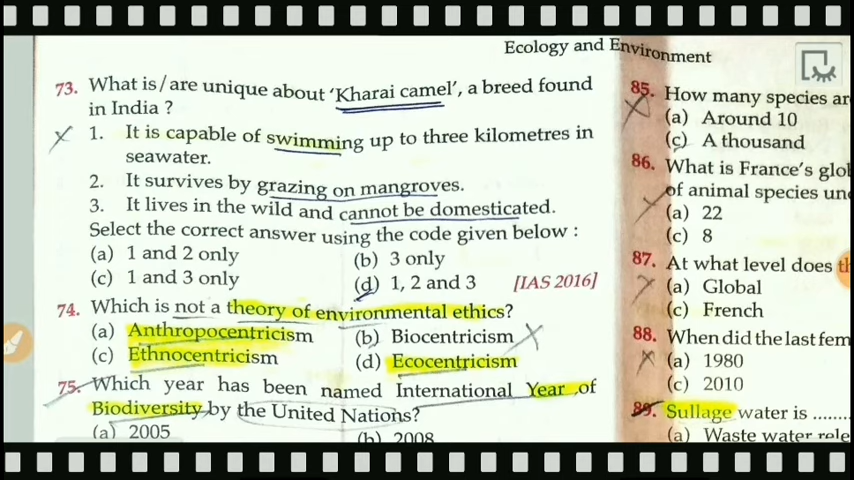 Ecology and Environment
73. What is/are unique about 'Kharai camel', a breed found
in India ?
1. It is capable of swimming up to three kilometres in
seawater.
2. It survives by grazing on mangroves.
3. It lives in the wild and cannot be domesticated.
Select the correct answer using the code given below :
(a) 1 and 2 only (b) 3 only
(c) 1 and 3 only (d) 1, 2 and 3 [IAS 2016]
74. Which is not a theory of environmental ethics?
(a) Anthropocentricism (b) Biocentricism
(c) Ethnocentricism (d) Ecocentricism
75. Which year has been named International Year of
Biodiversity by the United Nations?
(a) 2005 (b) 2008
85. How many species ar
(a) Around 10
(c) A thousand
86. What is France's glo
of animal species un
(a) 22
(c) 8
87. At what level does th
(a) Global
(c) French
88. When did the last fem
(a) 1980
(c) 2010
89. Sullage water is ........
(a) Waste water rele